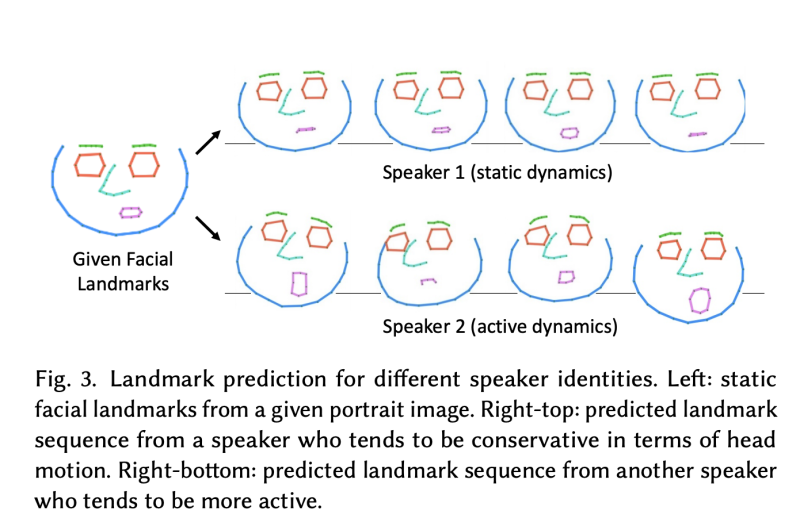 Speaker 1 (static dynamics)
Given Facial
Landmarks
Speaker 2 (active dynamics)
Fig. 3. Landmark prediction for different speaker identities. Left: static
facial landmarks from a given portrait image. Right-top: predicted landmark
sequence from a speaker who tends to be conservative in terms of head
motion. Right-bottom: predicted landmark sequence from another speaker
who tends to be more active.